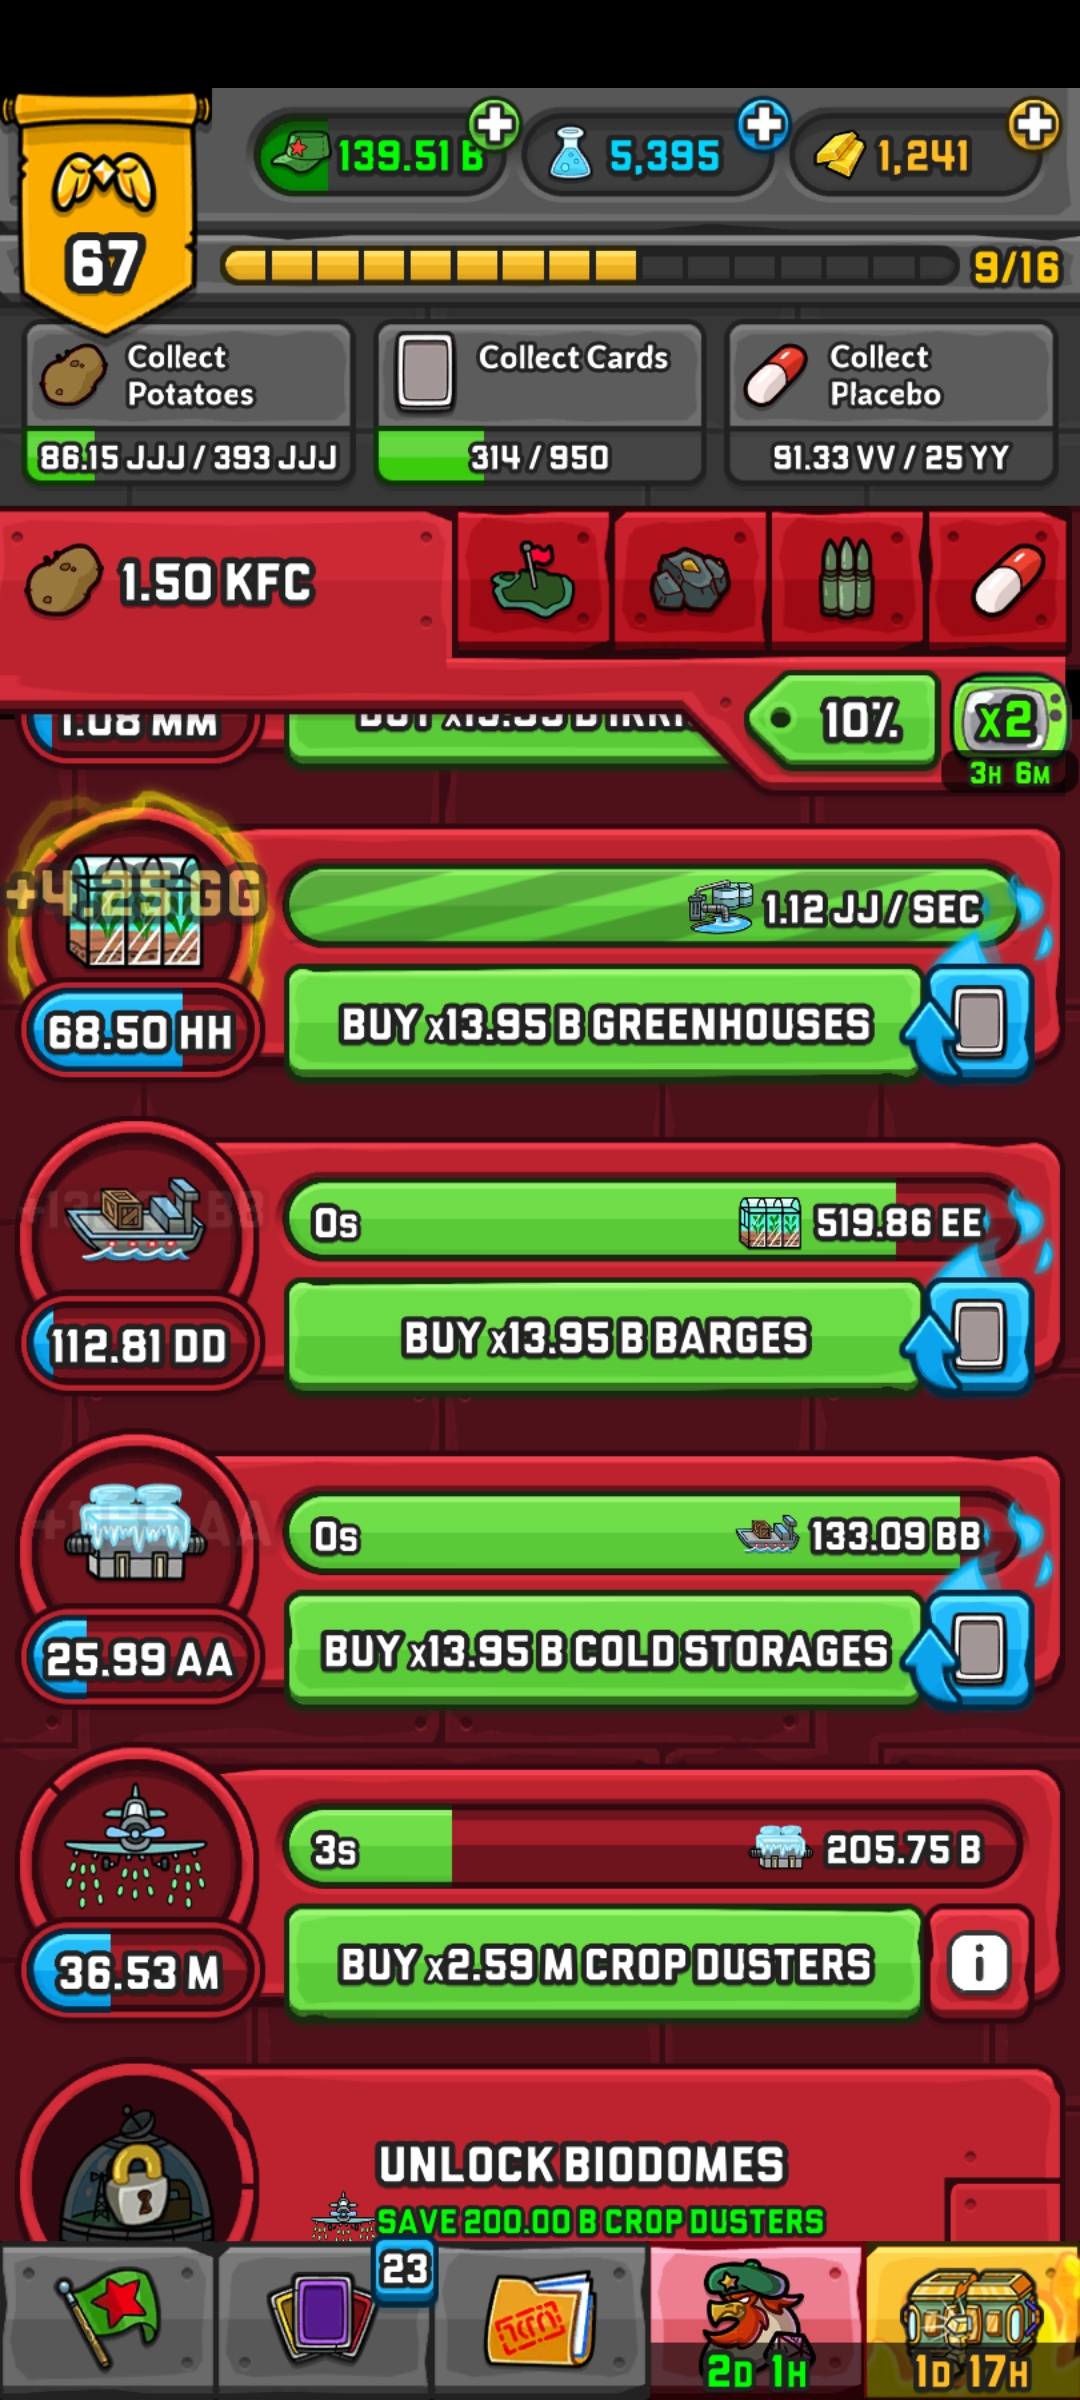 139.51 B
5,395
1,241
67
9/16
Collect
Potatoes
86.15 JJJ / 393 JJJ
Collect Cards
314 / 950
Collect
Placebo
91.33 VV / 25 YY
1.50 KFC
10%
x2
3H 6M
1.08 MM
+4.25 GG
1.12 JJ / SEC
68.50 HH
BUY x13.95 B GREENHOUSES
0s
519.86 EE
112.81 DD
BUY x13.95 B BARGES
0s
133.09 BB
25.99 AA
BUY x13.95 B COLD STORAGES
3s
205.75 B
36.53 M
BUY x2.59 M CROP DUSTERS
i
UNLOCK BIODOMES
SAVE 200.00 B CROP DUSTERS
23
2D 1H
1D 17H